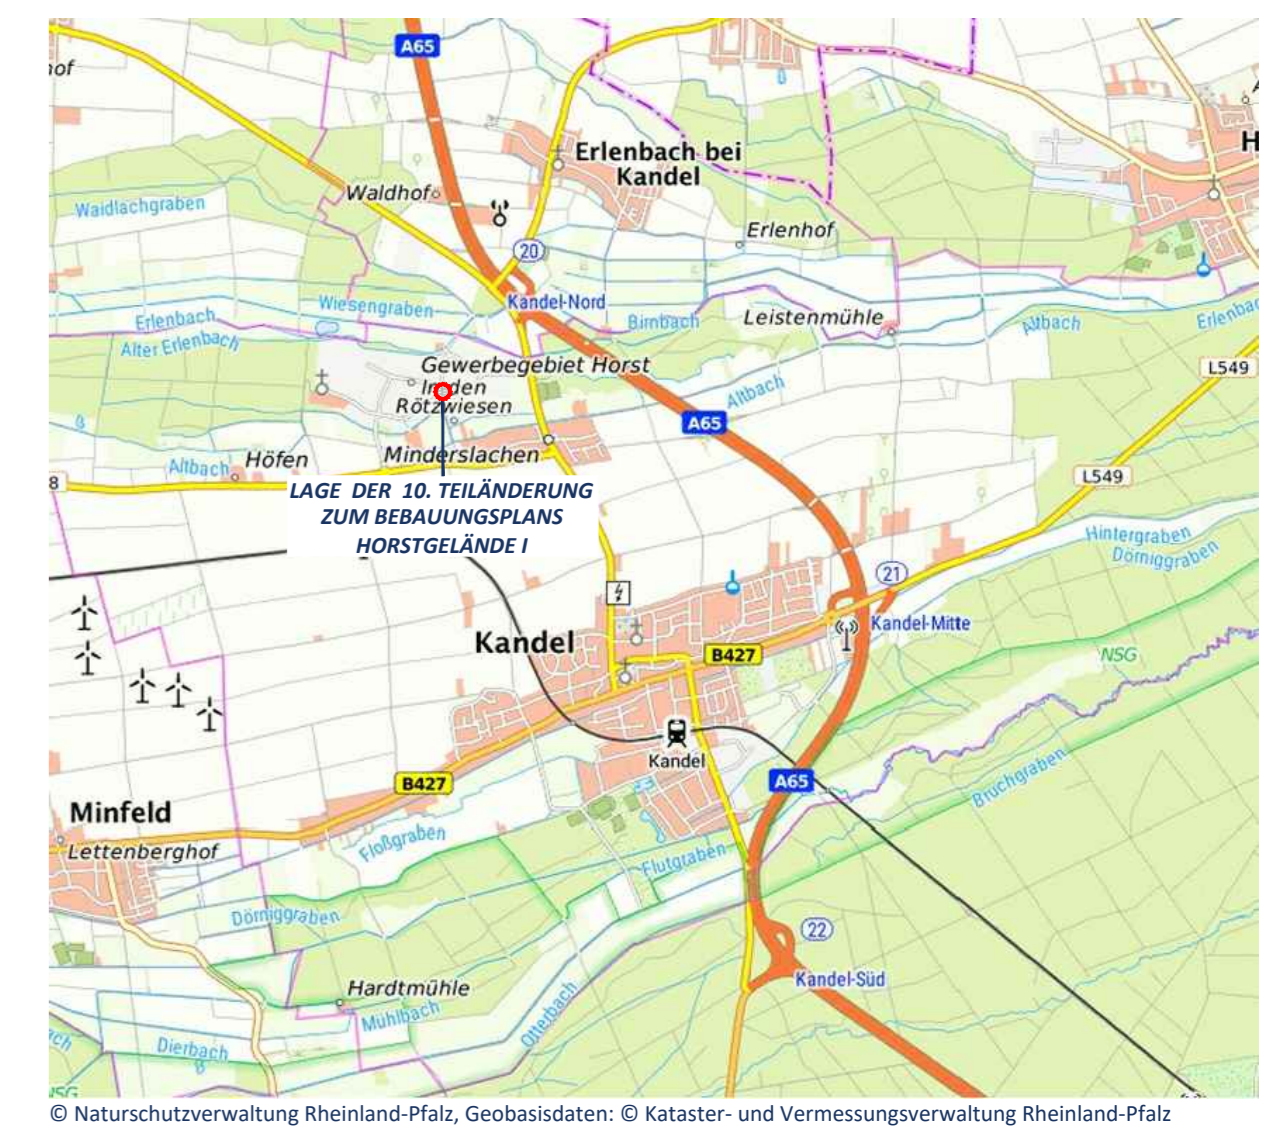 A65
hof
Erlenbach bei
Kandel
H
Waldhof
Waidlachgraben
Erlenhof
20
Kandel-Nord
Wiesengraben
Erlenbach
Birnbach
Leistenmühle
Altbach
Erlenbac
Alter Erlenbach
Gewerbegebiet Horst
L549
In den
Rötzwiesen
Altbach
A65
Minderslachen
Höfen
Altbach
L549
8
LAGE DER 10. TEILÄNDERUNG
ZUM BEBAUUNGSPLANS
HORSTGELÄNDE I
Hintergraben
Dörniggraben
21
Kandel-Mitte
Kandel
B427
NSG
Kandel
A65
B427
Bruchgraben
Minfeld
Floßgraben
Lettenberghof
Flutgraben
Dörniggraben
22
Kandel-Süd
Hardtmühle
Mühlbach
Otterbach
Dierbach
ch
NSG
© Naturschutzverwaltung Rheinland-Pfalz, Geobasisdaten: © Kataster- und Vermessungsverwaltung Rheinland-Pfalz